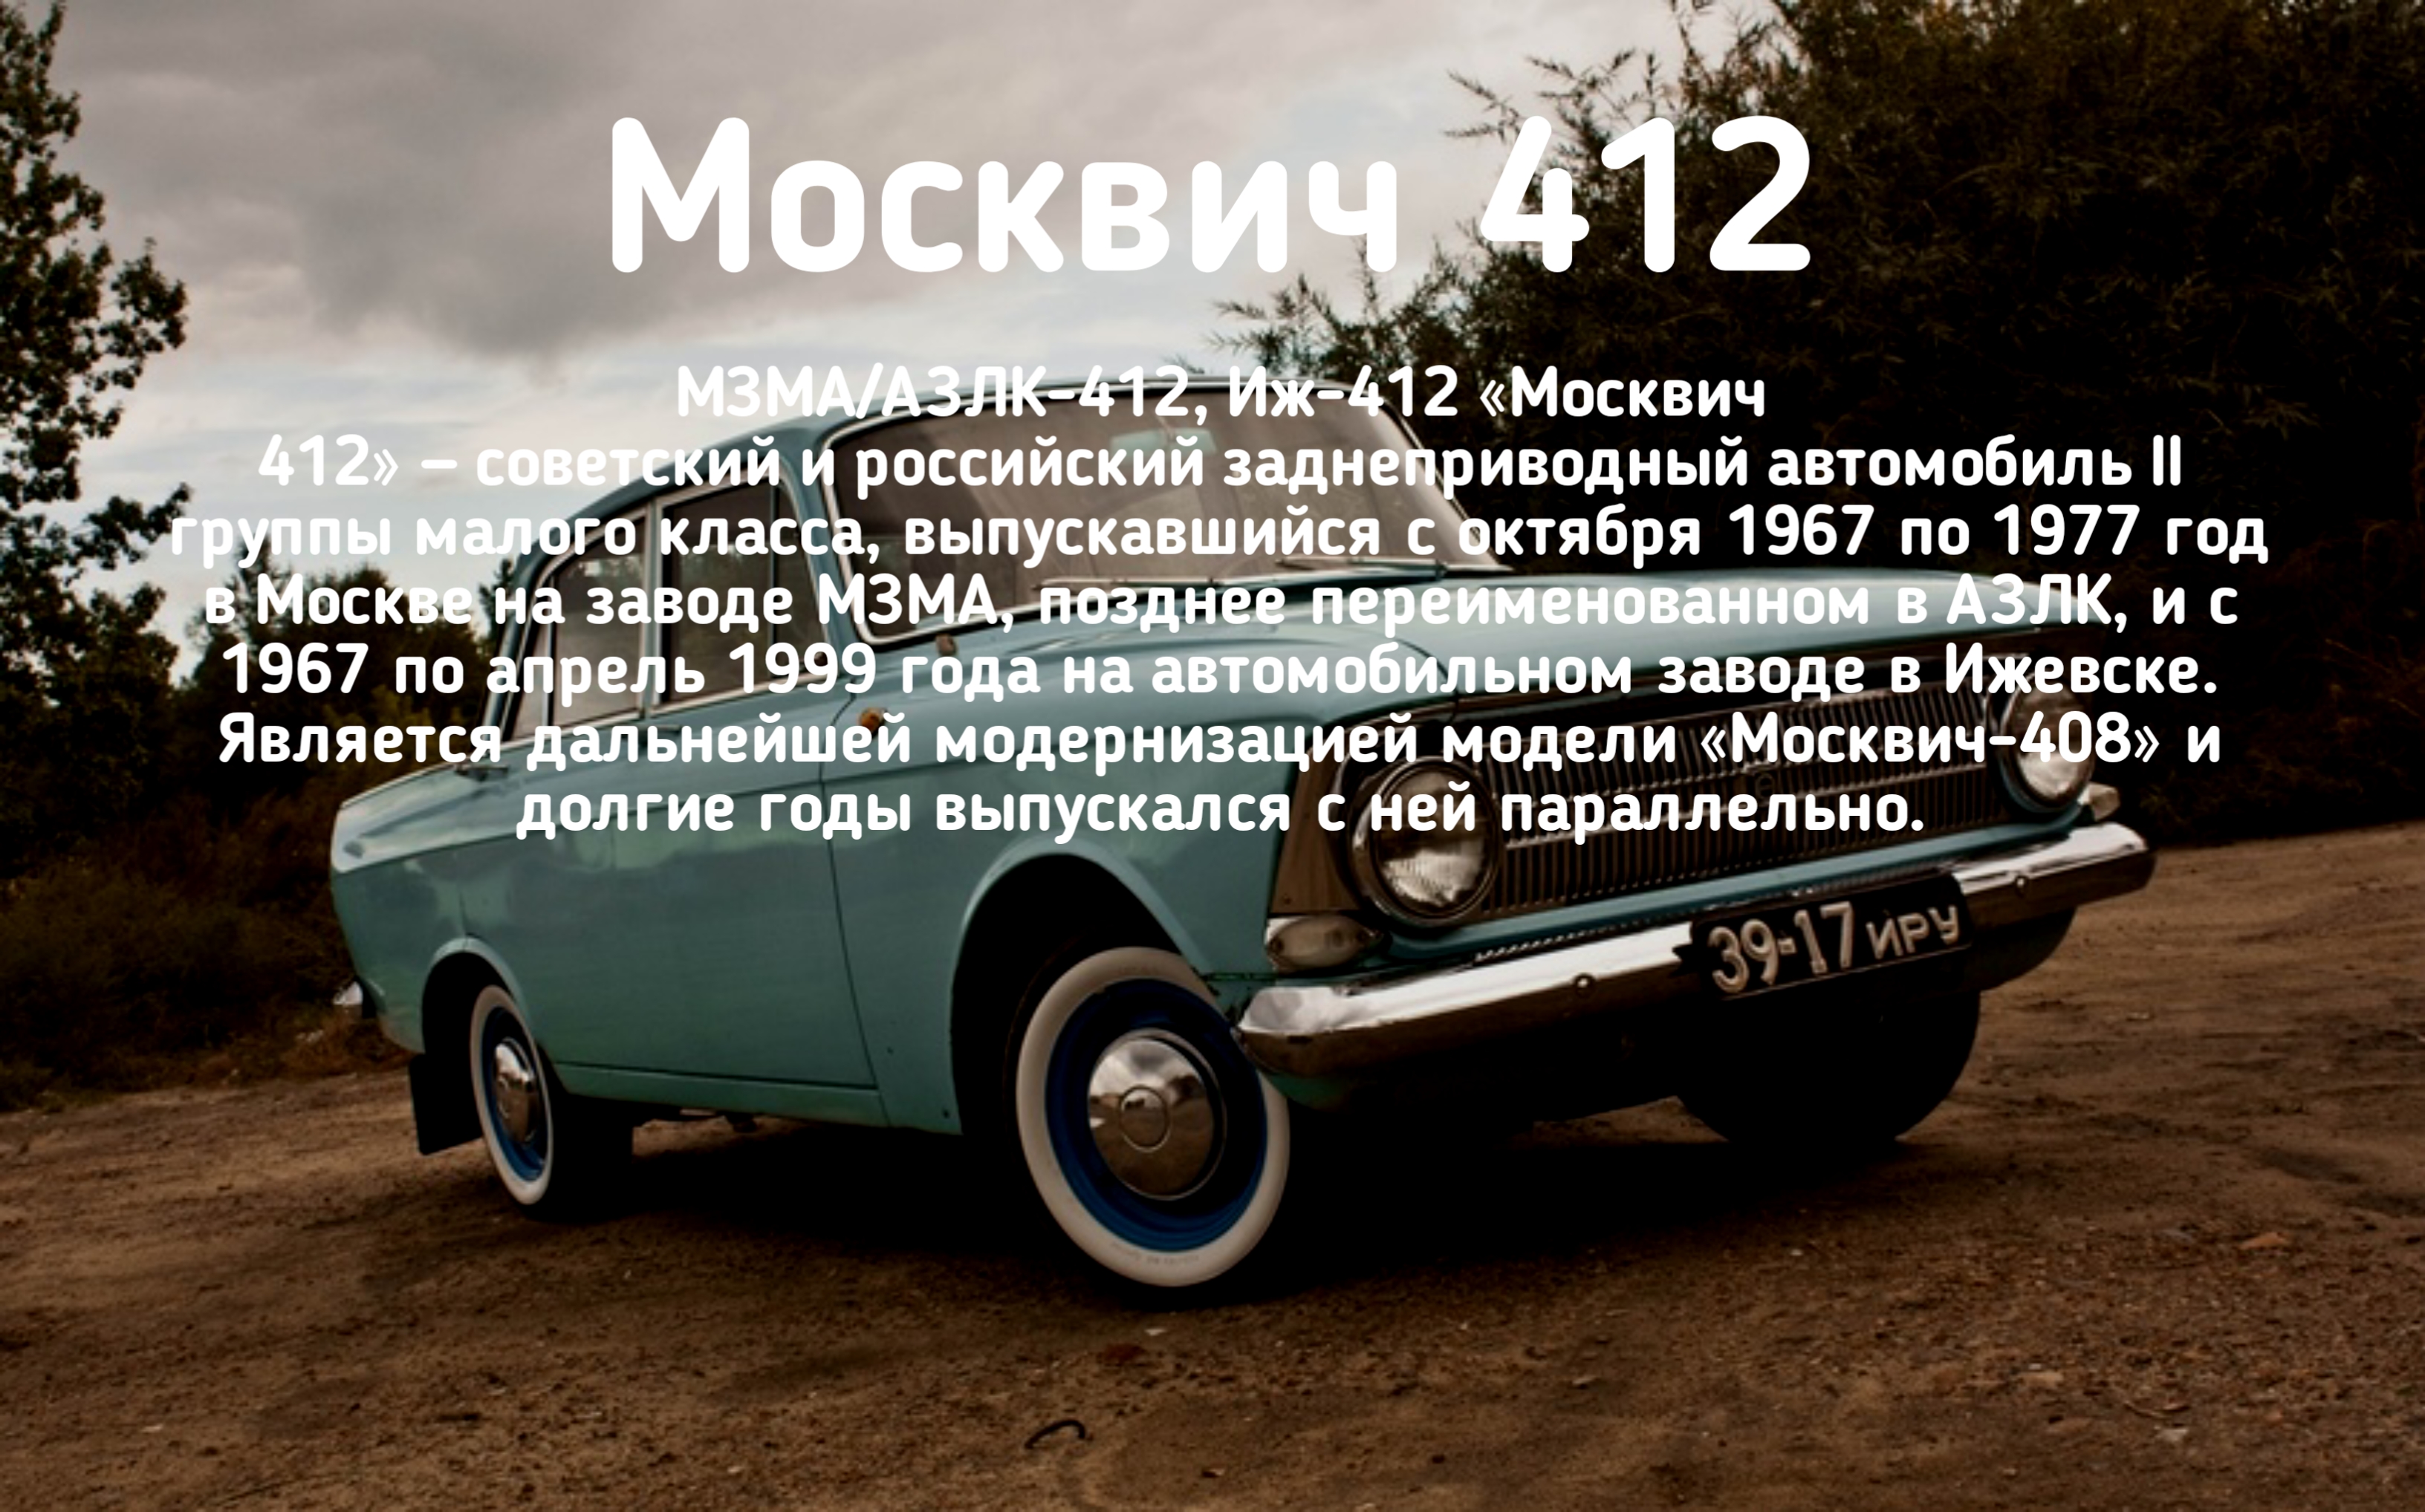 Москвич 412
МЗМА/АЗЛК-412, Иж-412 «Москвич
412» – советский и российский заднеприводный автомобиль II
группы малого класса, выпускавшийся с октября 1967 по 1977 год
в Москве на заводе МЗМА, позднее переименованном в АЗЛК, и с
1967 по апрель 1999 года на автомобильном заводе в Ижевске.
Является дальнейшей модернизацией модели «Москвич-408» и
долгие годы выпускался с ней параллельно.
39-17 ИРУ